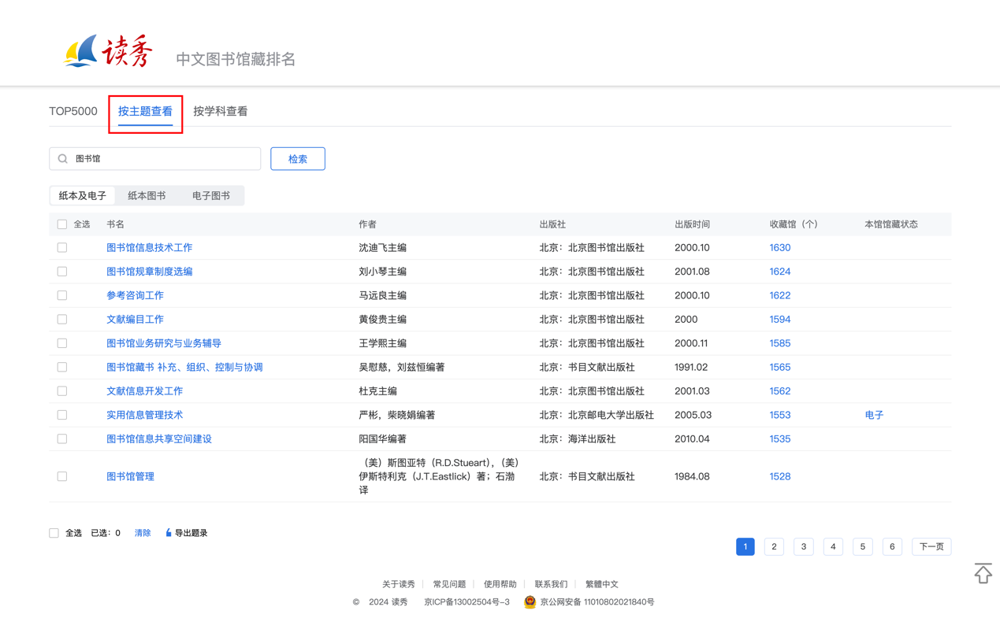 读秀 中文图书馆藏排名
TOP5000 按主题查看 按学科查看
图书馆 检索
纸本及电子 纸本图书 电子图书
全选 书名 作者 出版社 出版时间 收藏馆（个） 本馆馆藏状态
图书馆信息技术工作 沈迪飞主编 北京：北京图书馆出版社 2000.10 1630
图书馆规章制度选编 刘小琴主编 北京：北京图书馆出版社 2001.08 1624
参考咨询工作 马远良主编 北京：北京图书馆出版社 2000.10 1622
文献编目工作 黄俊贵主编 北京：北京图书馆出版社 2000 1594
图书馆业务研究与业务辅导 王学熙主编 北京：北京图书馆出版社 2000.11 1585
图书馆藏书 补充、组织、控制与协调 吴慰慈，刘兹恒编著 北京：书目文献出版社 1991.02 1565
文献信息开发工作 杜克主编 北京：北京图书馆出版社 2001.03 1562
实用信息管理技术 严彬，柴晓娟编著 北京：北京邮电大学出版社 2005.03 1553 电子
图书馆信息共享空间建设 阳国华编著 北京：海洋出版社 2010.04 1535
（美）斯图亚特（R.D.Stueart），（美）
图书馆管理 伊斯特利克（J.T.Eastlick）著；石渤 北京：书目文献出版社 1984.08 1528
译
全选 已选：0 清除 导出题录
1 2 3 4 5 6 下一页
关于读秀 常见问题 使用帮助 联系我们 繁體中文
© 2024 读秀 京ICP备13002504号-3 京公网安备 11010802021840号